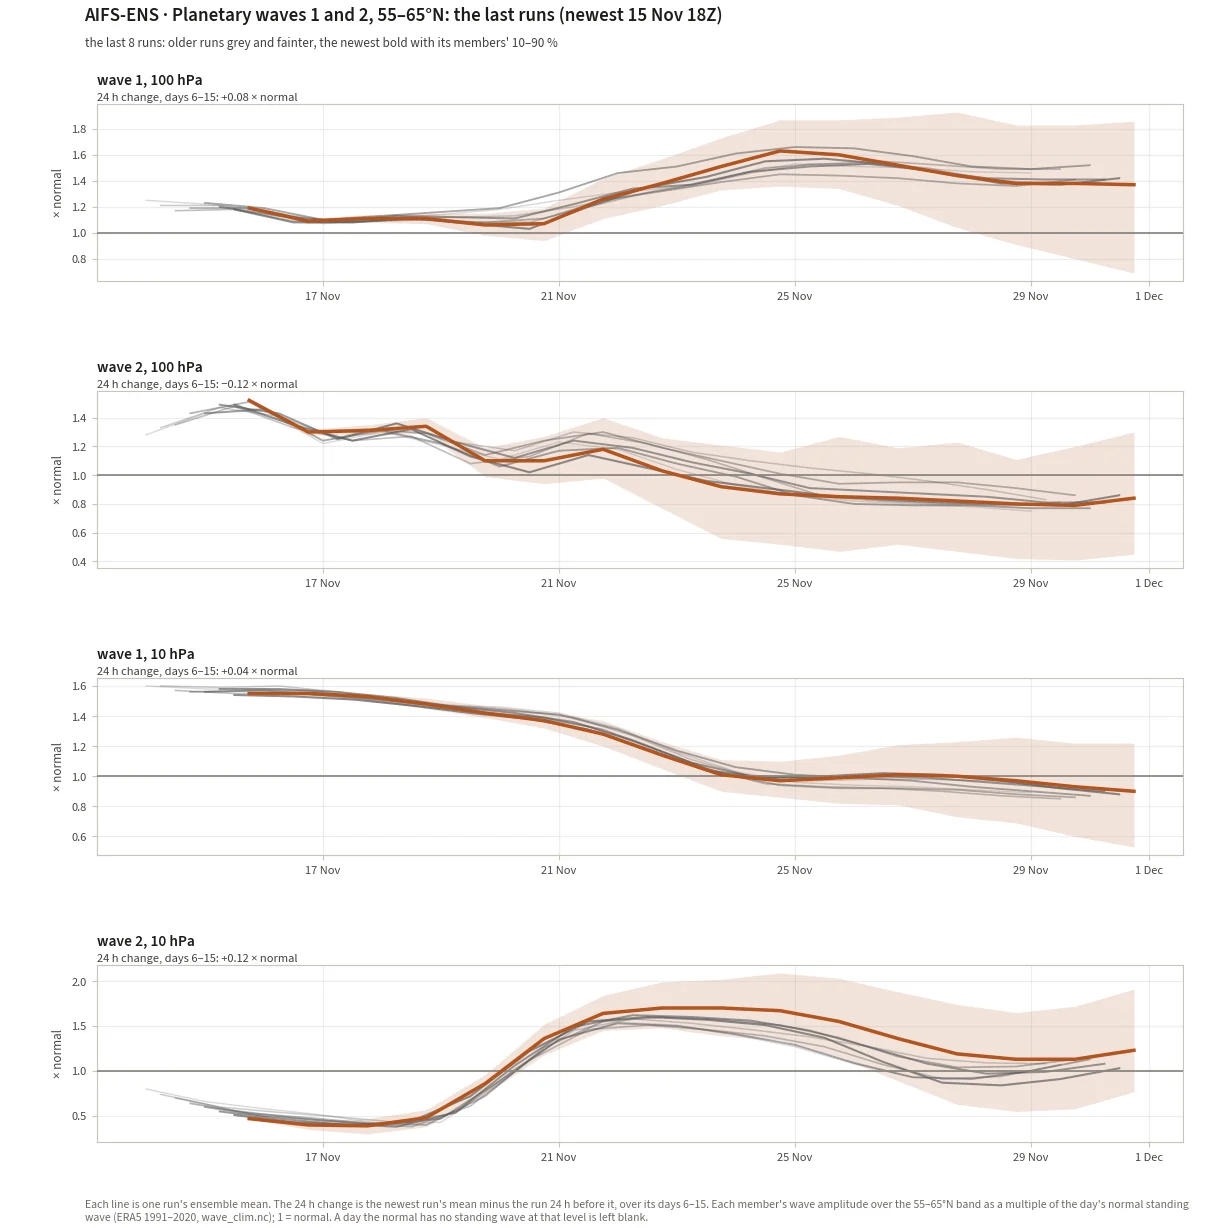 AIFS-ENS · Planetary waves 1 and 2, 55–65°N: the last runs (newest 15 Nov 18Z)
the last 8 runs: older runs grey and fainter, the newest bold with its members' 10–90 %
wave 1, 100 hPa
24 h change, days 6–15: +0.08 × normal
× normal
1.8
1.6
1.4
1.2
1.0
0.8
17 Nov
21 Nov
25 Nov
29 Nov
1 Dec
wave 2, 100 hPa
24 h change, days 6–15: −0.12 × normal
× normal
1.4
1.2
1.0
0.8
0.6
0.4
17 Nov
21 Nov
25 Nov
29 Nov
1 Dec
wave 1, 10 hPa
24 h change, days 6–15: +0.04 × normal
× normal
1.6
1.4
1.2
1.0
0.8
0.6
17 Nov
21 Nov
25 Nov
29 Nov
1 Dec
wave 2, 10 hPa
24 h change, days 6–15: +0.12 × normal
× normal
2.0
1.5
1.0
0.5
17 Nov
21 Nov
25 Nov
29 Nov
1 Dec
Each line is one run's ensemble mean. The 24 h change is the newest run's mean minus the run 24 h before it, over its days 6–15. Each member's wave amplitude over the 55–65°N band as a multiple of the day's normal standing
wave (ERA5 1991–2020, wave_clim.nc); 1 = normal. A day the normal has no standing wave at that level is left blank.